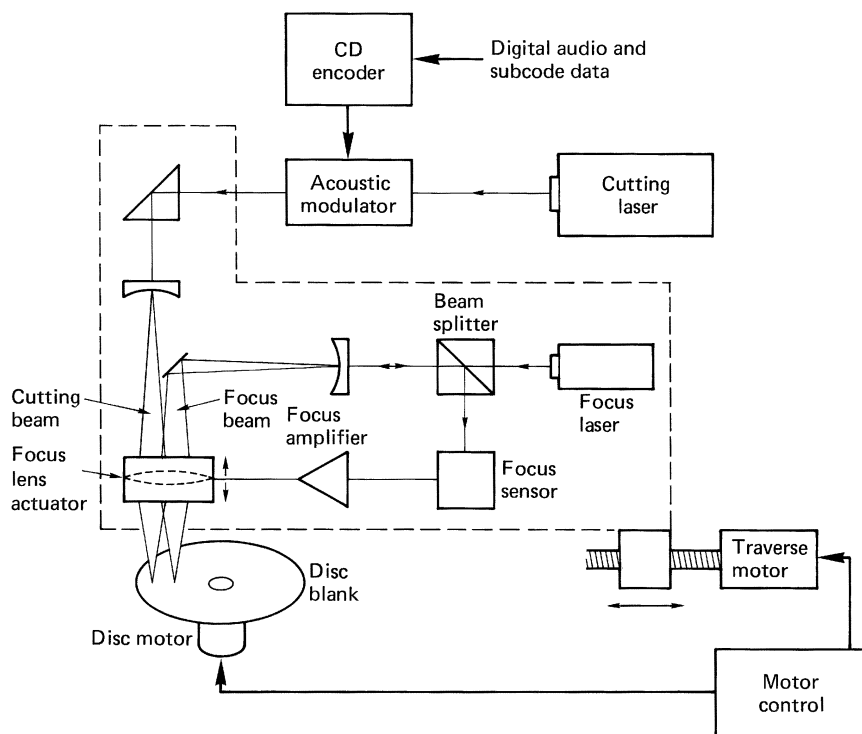 CD
encoder
Digital audio and
subcode data
Acoustic
modulator
Cutting
laser
Beam
splitter
Cutting
beam
Focus
beam
Focus
amplifier
Focus
laser
Focus
lens
actuator
Focus
sensor
Disc
blank
Traverse
motor
Disc motor
Motor
control